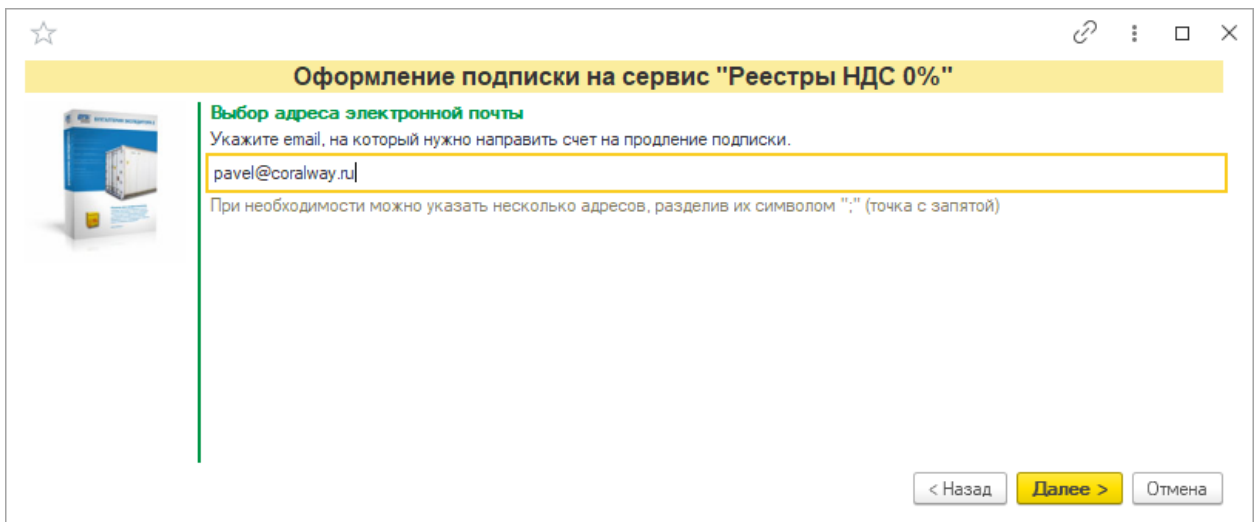 Оформление подписки на сервис "Реестры НДС 0%"
Выбор адреса электронной почты
Укажите email, на который нужно направить счет на продление подписки.
pavel@coralway.ru
При необходимости можно указать несколько адресов, разделив их символом ";" (точка с запятой)
< Назад
Далее >
Отмена